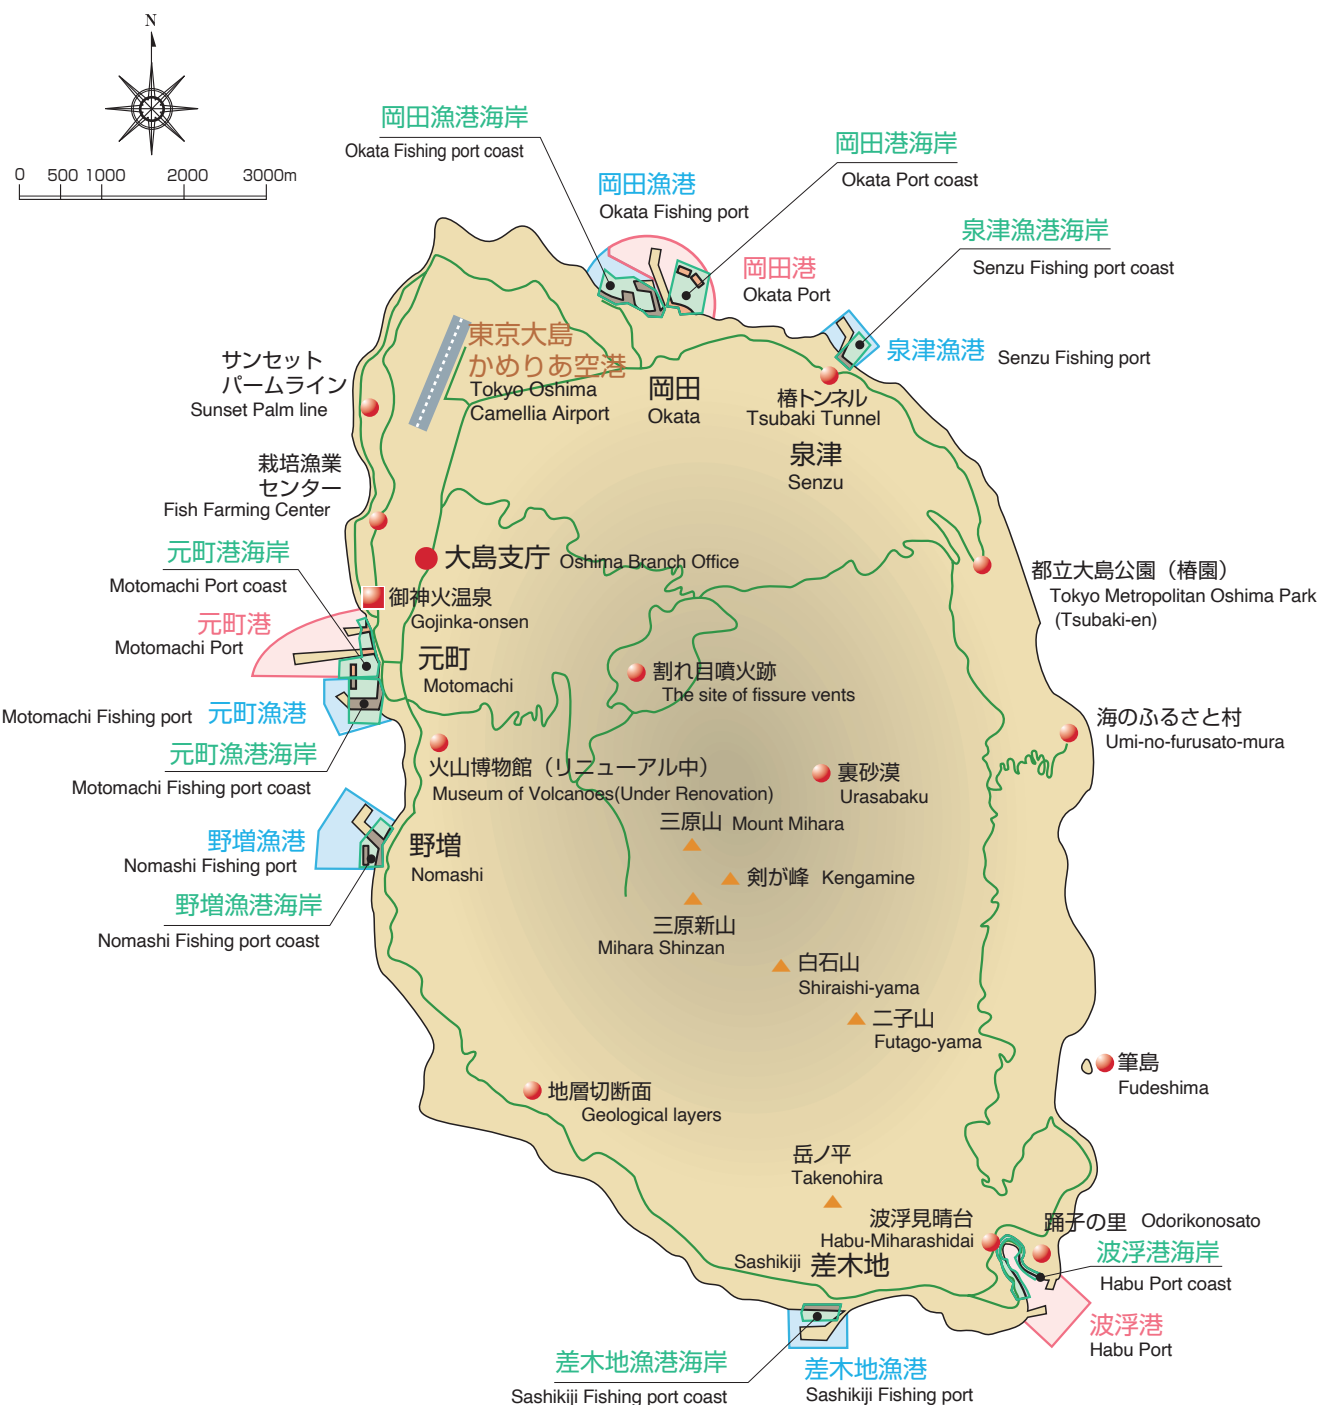 N
0 500 1000 2000 3000m
岡田漁港海岸
Okata Fishing port coast
岡田港海岸
Okata Port coast
岡田漁港
Okata Fishing port
泉津漁港海岸
Senzu Fishing port coast
岡田港
Okata Port
泉津漁港 Senzu Fishing port
東京大島
かめりあ空港
Tokyo Oshima
Camellia Airport
サンセット
パームライン
Sunset Palm line
岡田
Okata
椿トンネル
Tsubaki Tunnel
泉津
Senzu
栽培漁業
センター
Fish Farming Center
元町港海岸
Motomachi Port coast
大島支庁 Oshima Branch Office
都立大島公園（椿園）
Tokyo Metropolitan Oshima Park
(Tsubaki-en)
御神火温泉
Gojinka-onsen
元町港
Motomachi Port
元町
Motomachi
割れ目噴火跡
The site of fissure vents
Motomachi Fishing port 元町漁港
海のふるさと村
Umi-no-furusato-mura
元町漁港海岸
Motomachi Fishing port coast
火山博物館（リニューアル中）
Museum of Volcanoes(Under Renovation)
裏砂漠
Urasabaku
三原山 Mount Mihara
野増漁港
Nomashi Fishing port
野増
Nomashi
剣が峰 Kengamine
野増漁港海岸
Nomashi Fishing port coast
三原新山
Mihara Shinzan
白石山
Shiraishi-yama
二子山
Futago-yama
筆島
Fudeshima
地層切断面
Geological layers
岳ノ平
Takenohira
波浮見晴台
Habu-Miharashidai
踊子の里 Odorikonosato
Sashikiji 差木地
波浮港海岸
Habu Port coast
波浮港
Habu Port
差木地漁港海岸
Sashikiji Fishing port coast
差木地漁港
Sashikiji Fishing port